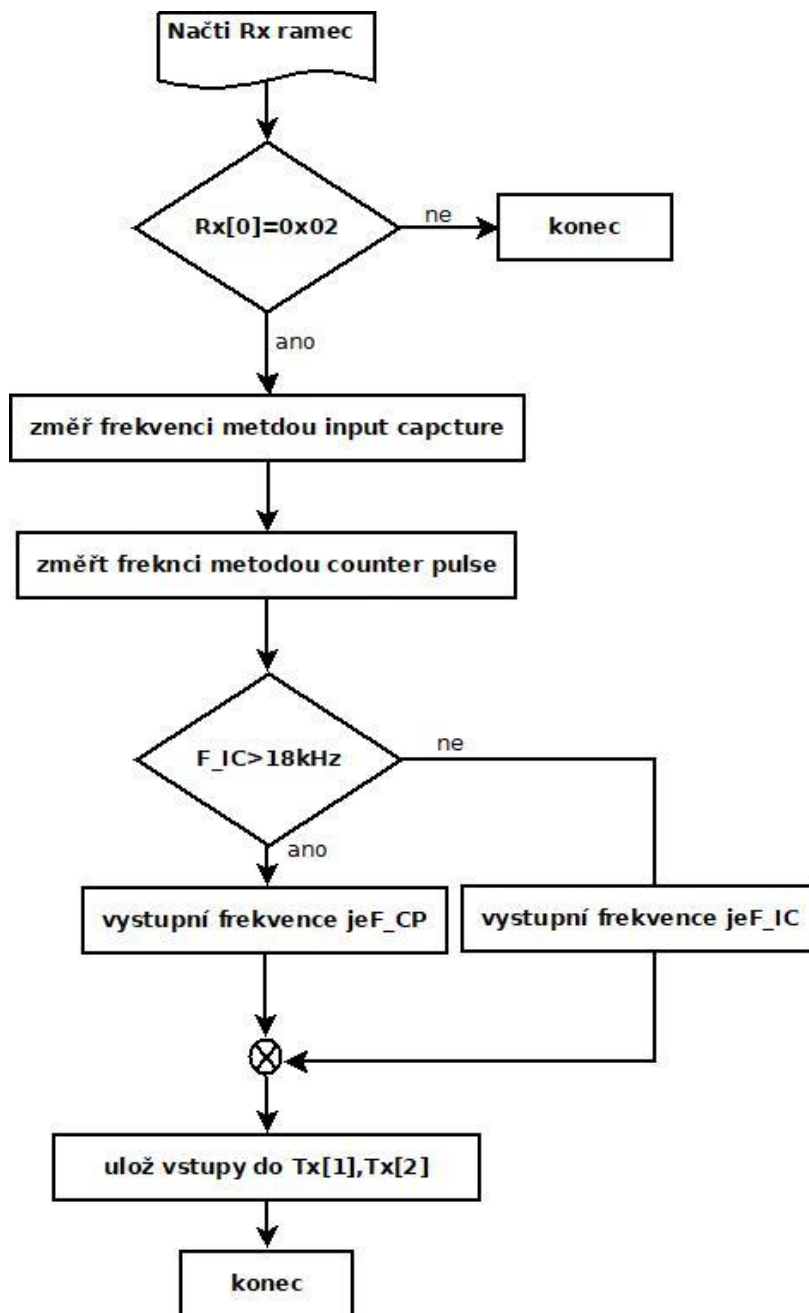 Načti Rx ramec
Rx[0]=0x02
ne
konec
ano
změř frekvenci metdou input capcture
změřt freknci metodou counter pulse
F_IC>18kHz
ne
ano
vystupní frekvence jeF_CP
vystupní frekvence jeF_IC
ulož vstupy do Tx[1],Tx[2]
konec